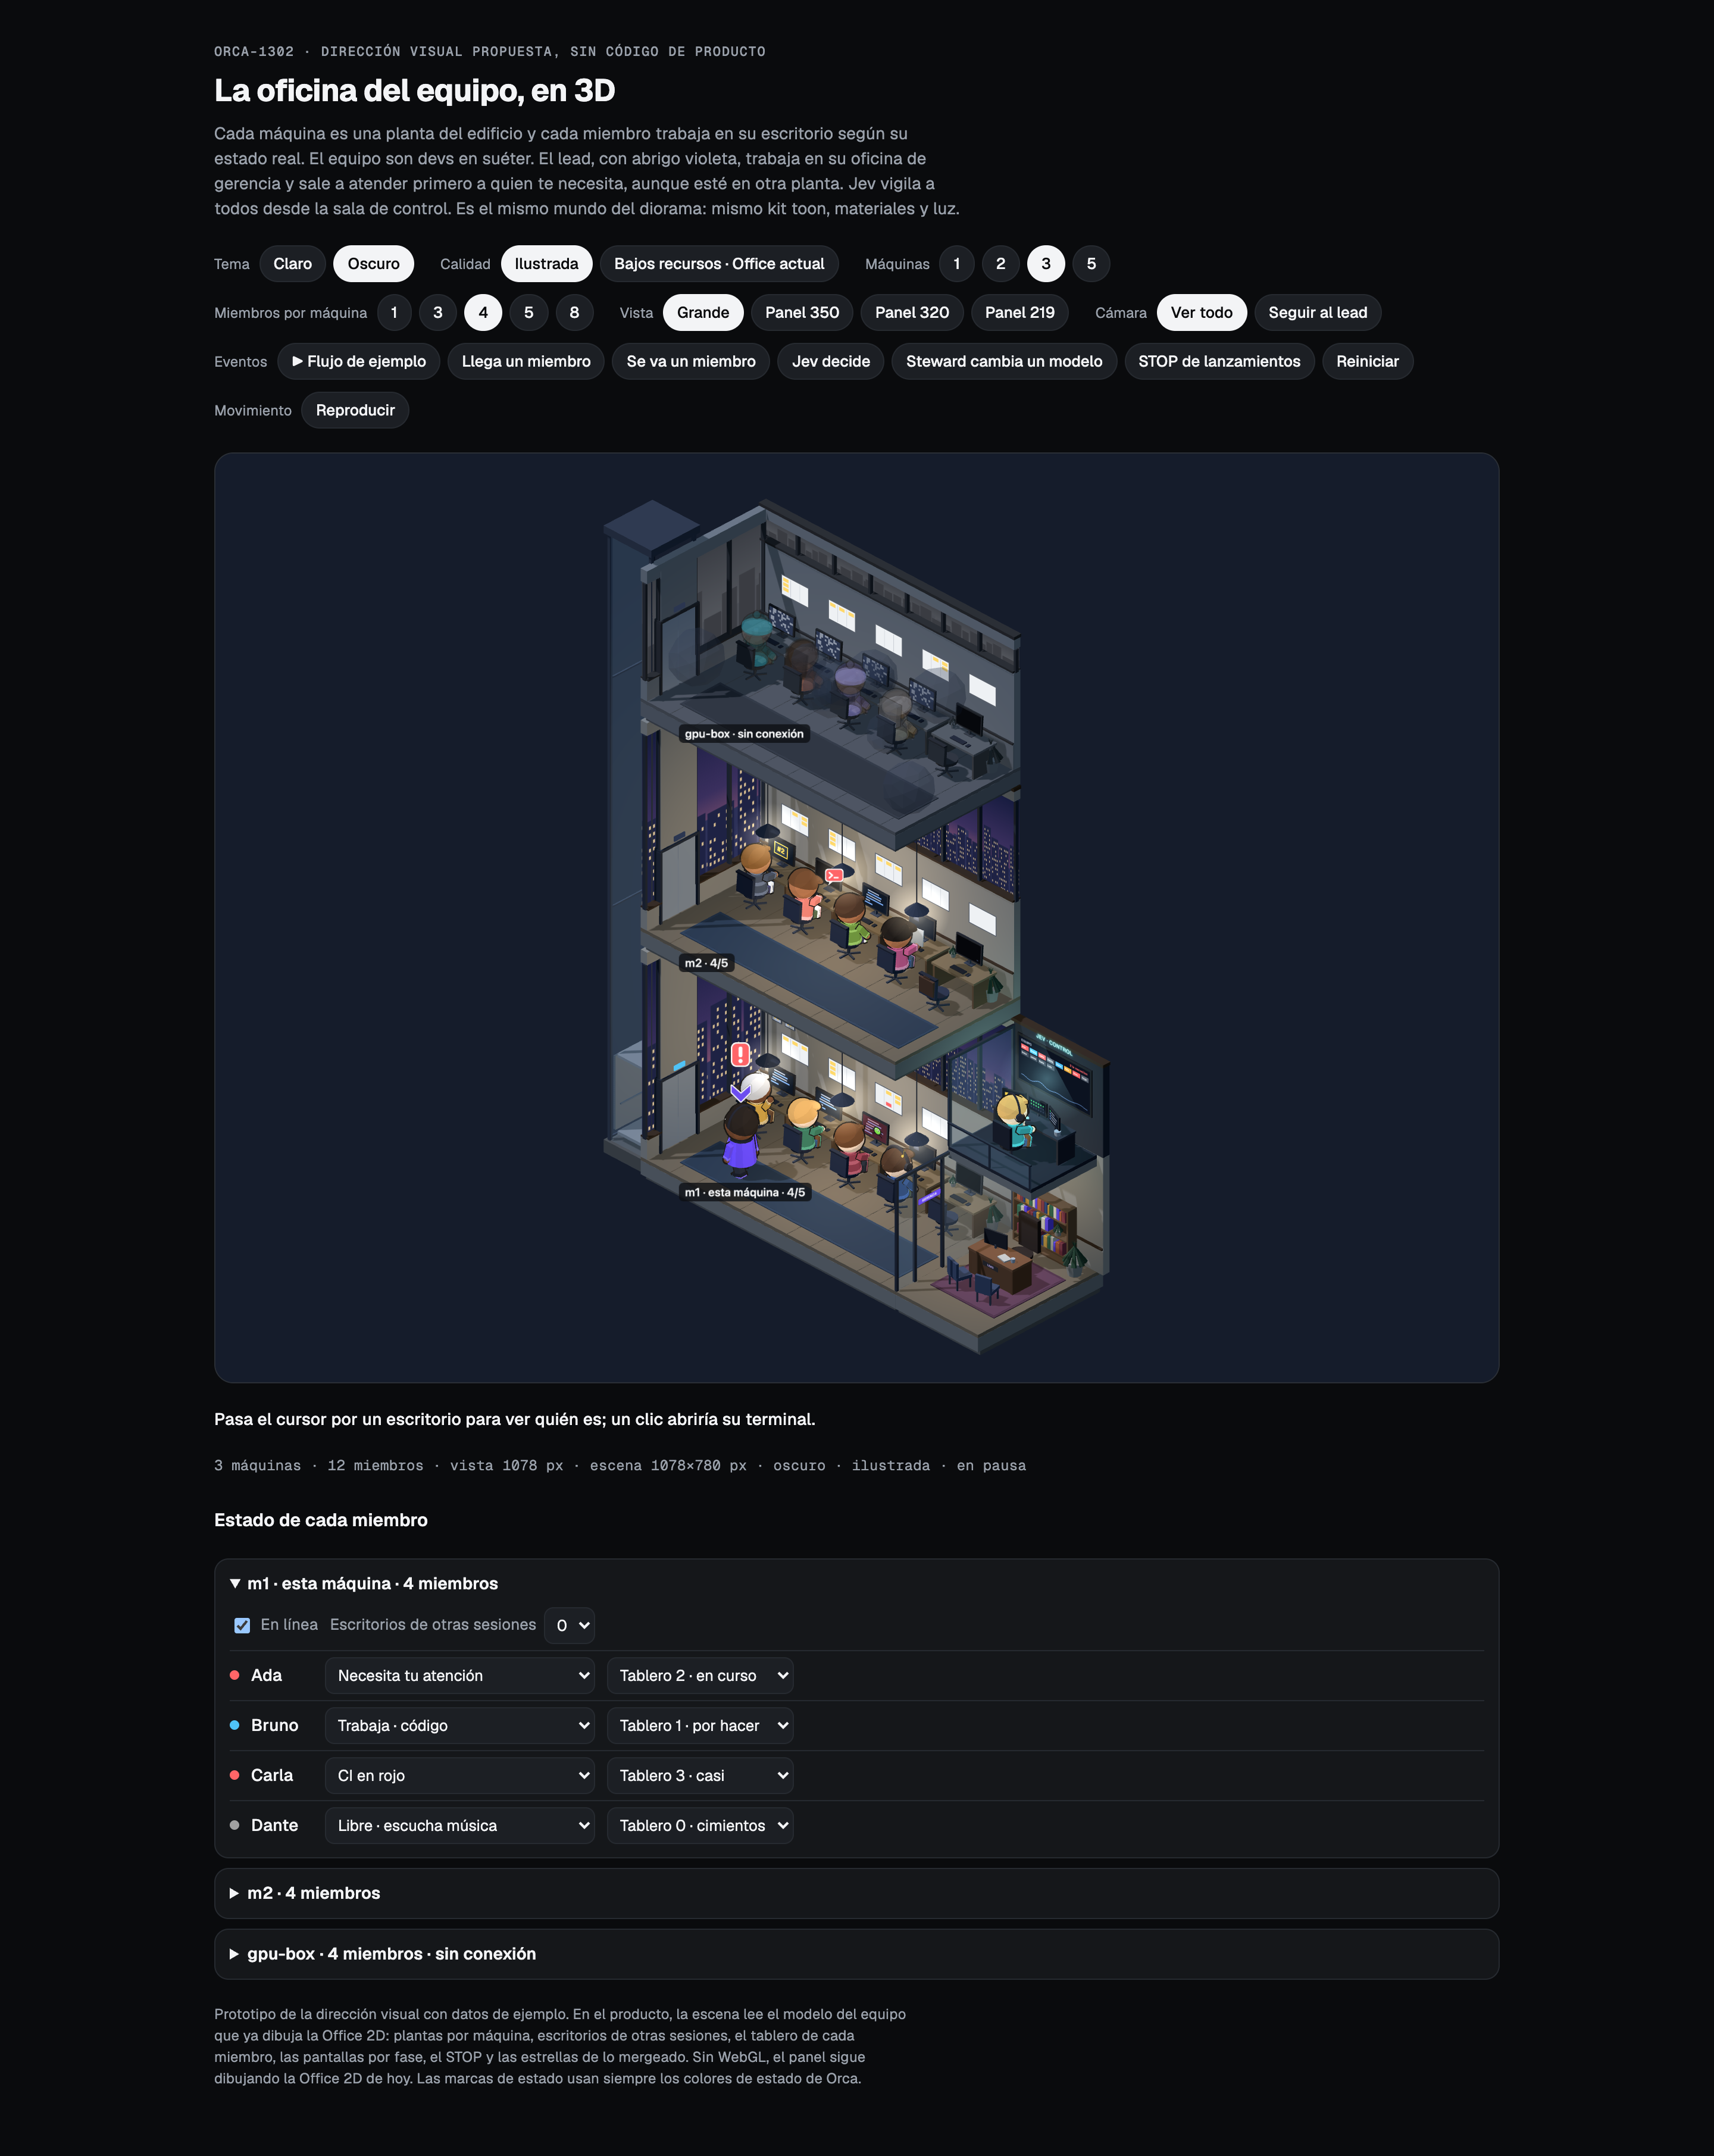 ORCA-1302 · DIRECCIÓN VISUAL PROPUESTA, SIN CÓDIGO DE PRODUCTO
La oficina del equipo, en 3D
Cada máquina es una planta del edificio y cada miembro trabaja en su escritorio según su
estado real. El equipo son devs en suéter. El lead, con abrigo violeta, trabaja en su oficina de
gerencia y sale a atender primero a quien te necesita, aunque esté en otra planta. Jev vigila a
todos desde la sala de control. Es el mismo mundo del diorama: mismo kit toon, materiales y luz.
Tema Claro Oscuro Calidad Ilustrada Bajos recursos · Office actual Máquinas 1 2 3 5
Miembros por máquina 1 3 4 5 8 Vista Grande Panel 350 Panel 320 Panel 219 Cámara Ver todo Seguir al lead
Eventos ▶ Flujo de ejemplo Llega un miembro Se va un miembro Jev decide Steward cambia un modelo STOP de lanzamientos Reiniciar
Movimiento Reproducir
gpu-box · sin conexión
m2 · 4/5
JEV · CONTROL
m1 · esta máquina · 4/5
Pasa el cursor por un escritorio para ver quién es; un clic abriría su terminal.
3 máquinas · 12 miembros · vista 1078 px · escena 1078×780 px · oscuro · ilustrada · en pausa
Estado de cada miembro
▼ m1 · esta máquina · 4 miembros
En línea Escritorios de otras sesiones 0
Ada Necesita tu atención Tablero 2 · en curso
Bruno Trabaja · código Tablero 1 · por hacer
Carla CI en rojo Tablero 3 · casi
Dante Libre · escucha música Tablero 0 · cimientos
▶ m2 · 4 miembros
▶ gpu-box · 4 miembros · sin conexión
Prototipo de la dirección visual con datos de ejemplo. En el producto, la escena lee el modelo del equipo
que ya dibuja la Office 2D: plantas por máquina, escritorios de otras sesiones, el tablero de cada
miembro, las pantallas por fase, el STOP y las estrellas de lo mergeado. Sin WebGL, el panel sigue
dibujando la Office 2D de hoy. Las marcas de estado usan siempre los colores de estado de Orca.